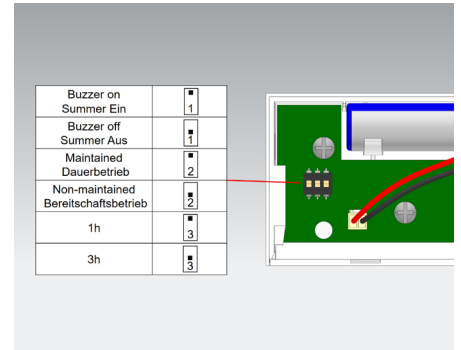 Buzzer on
Summer Ein
1
Buzzer off
Summer Aus
1
Maintained
Dauerbetrieb
2
Non-maintained
Bereitschaftsbetrieb
2
1h
3
3h
3